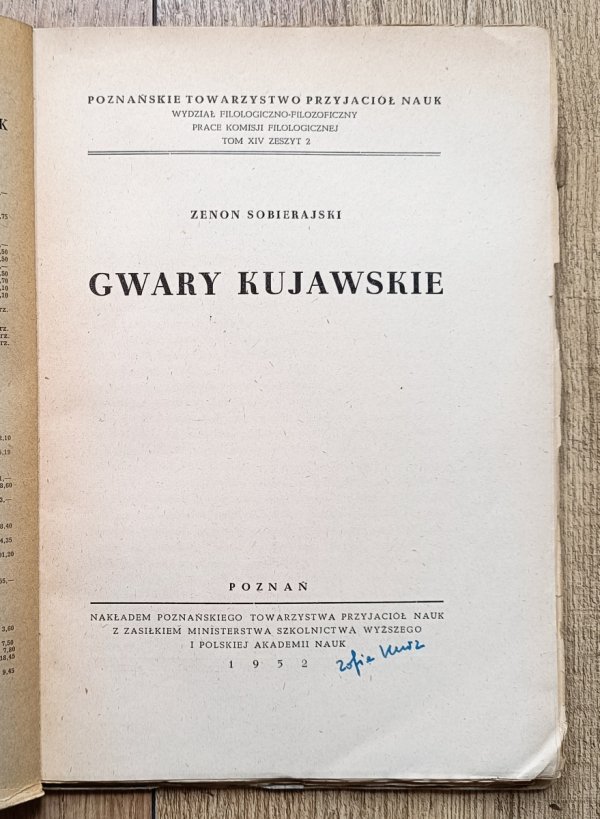 POZNAŃSKIE TOWARZYSTWO PRZYJACIÓŁ NAUK
WYDZIAŁ FILOLOGICZNO-FILOZOFICZNY
PRACE KOMISJI FILOLOGICZNEJ
TOM XIV ZESZYT 2
ZENON SOBIERAJSKI
GWARY KUJAWSKIE
POZNAŃ
NAKŁADEM POZNAŃSKIEGO TOWARZYSTWA PRZYJACIÓŁ NAUK
Z ZASIŁKIEM MINISTERSTWA SZKOLNICTWA WYŻSZEGO
I POLSKIEJ AKADEMII NAUK
1952
Zofia